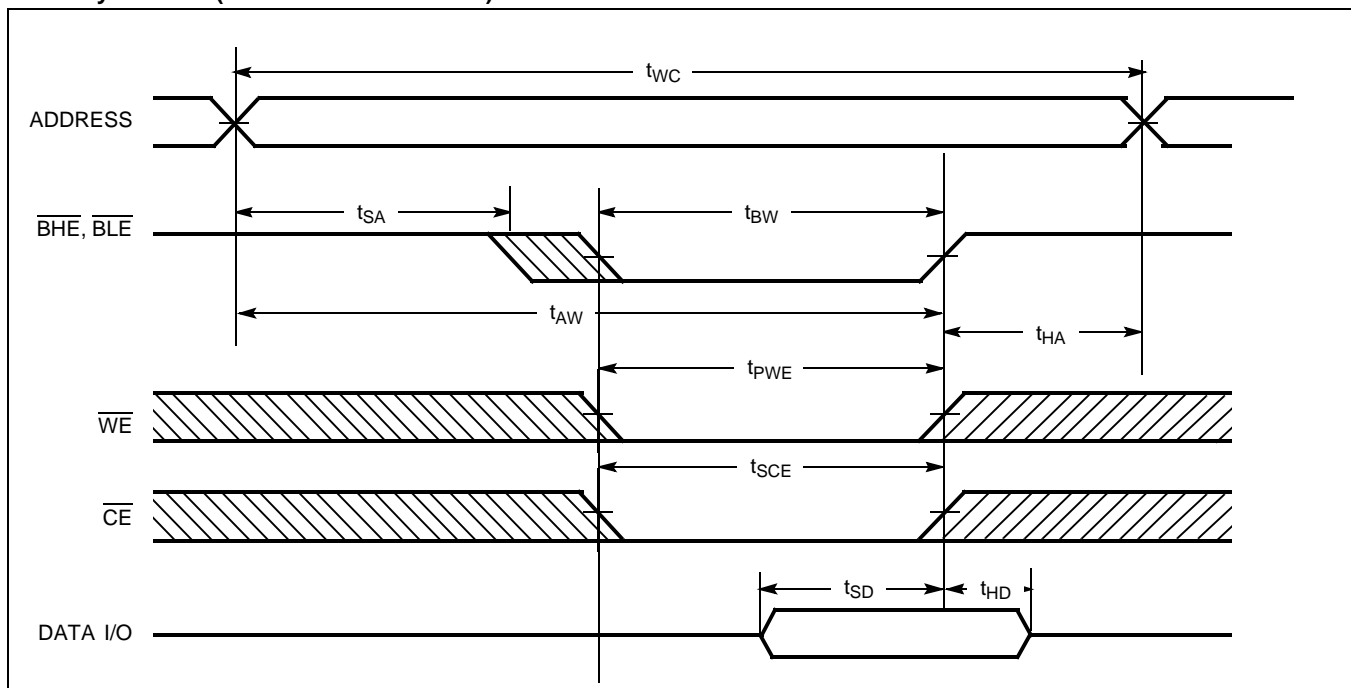 tWC
ADDRESS
BHE, BLE
tSA
tBW
tAW
tHA
tPWE
WE
tSCE
CE
tSD
tHD
DATA I/O